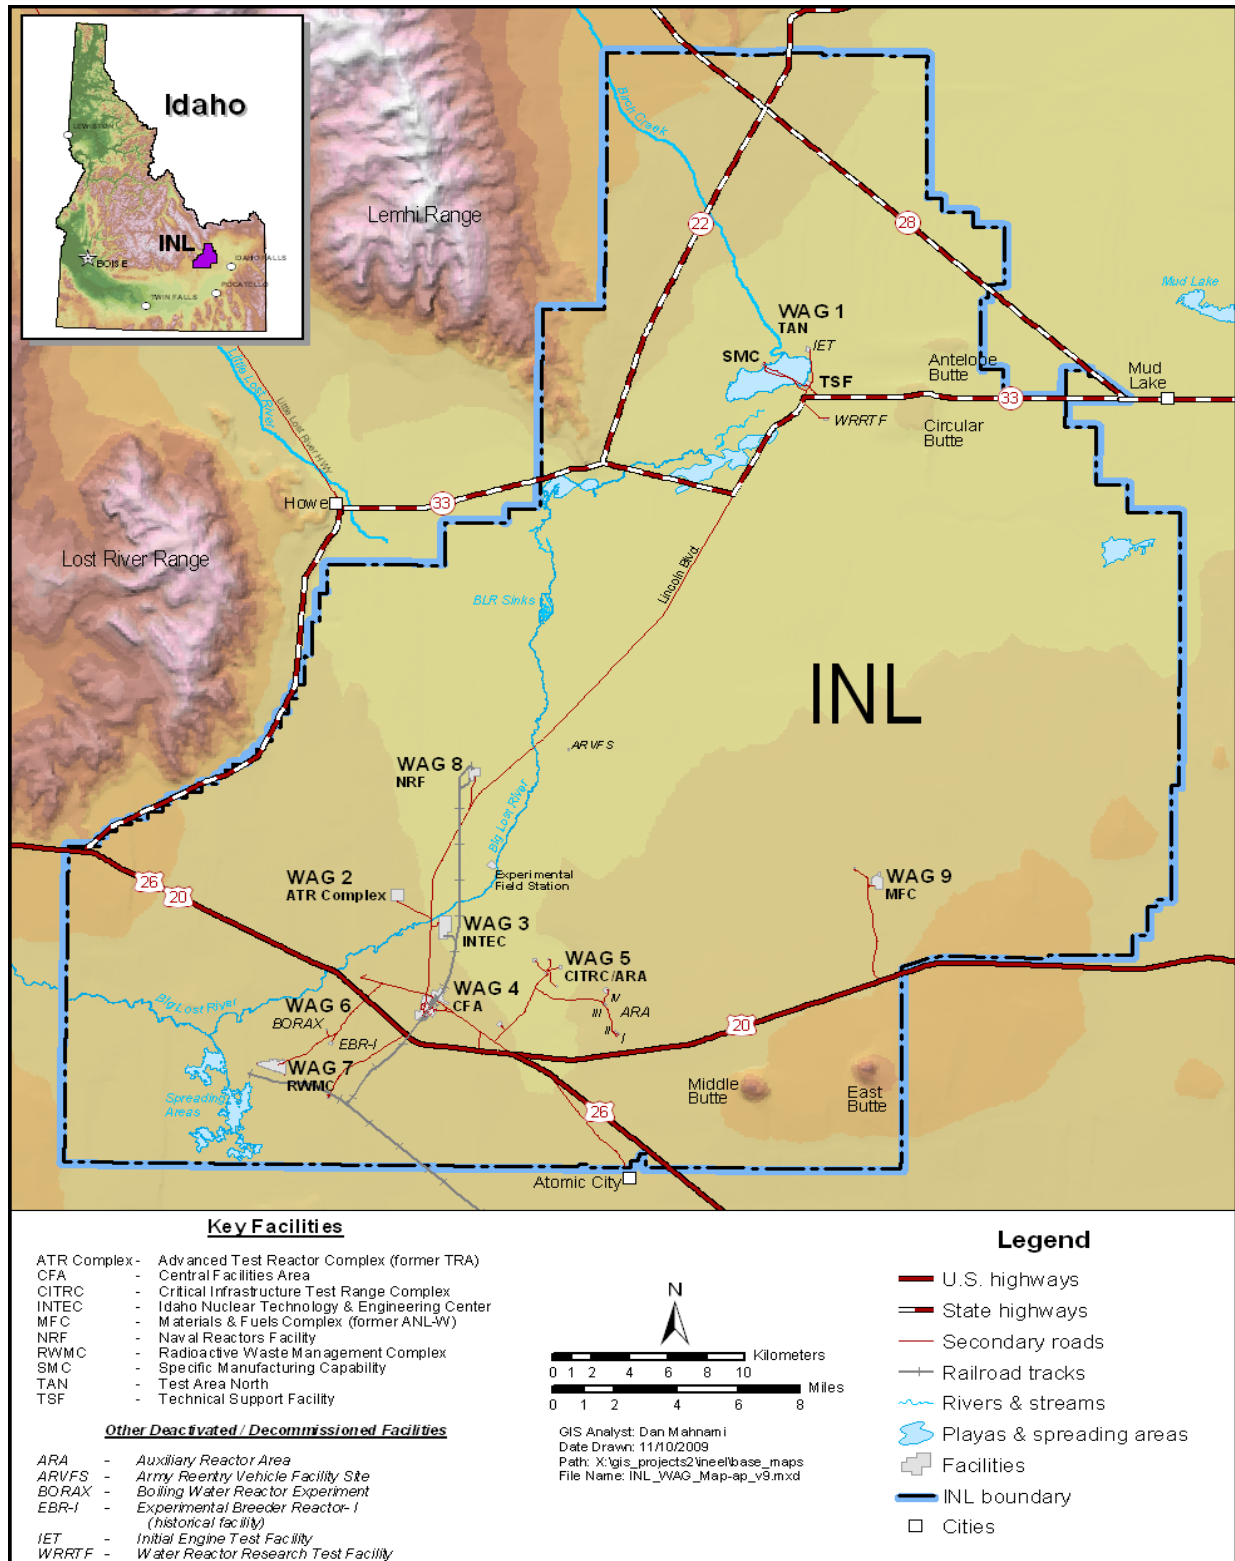 Idaho
LEWISTON
INL
BOISE
IDAHO FALLS
POCATELLO
TWIN FALLS
Lemhi Range
Birch Creek
22
28
Mud Lake
WAG 1
TAN
IET
SMC
TSF
Antelope
Butte
Mud
Lake
33
WRRTF
Circular
Butte
Little Lost River
Little Lost River HWY
Howe
33
Lost River Range
BLR Sinks
Lincoln Blvd.
INL
ARVFS
WAG 8
NRF
Big Lost River
Experimental
Field Station
26
20
WAG 2
ATR Complex
WAG 3
INTEC
WAG 9
MFC
WAG 5
CITRC/ARA
WAG 4
CFA
IV
III
ARA
II
I
Big Lost River
WAG 6
BORAX
EBR-I
20
WAG 7
RWMC
Spreading
Areas
Middle
Butte
East
Butte
26
Atomic City
Key Facilities
ATR Complex - Advanced Test Reactor Complex (former TRA)
CFA - Central Facilities Area
CITRC - Critical Infrastructure Test Range Complex
INTEC - Idaho Nuclear Technology & Engineering Center
MFC - Materials & Fuels Complex (former ANL-W)
NRF - Naval Reactors Facility
RWMC - Radioactive Waste Management Complex
SMC - Specific Manufacturing Capability
TAN - Test Area North
TSF - Technical Support Facility
Other Deactivated / Decommissioned Facilities
ARA - Auxiliary Reactor Area
ARVFS - Army Reentry Vehicle Facility Site
BORAX - Boiling Water Reactor Experiment
EBR-I - Experimental Breeder Reactor- I
(historical facility)
IET - Initial Engine Test Facility
WRRTF - Water Reactor Research Test Facility
N
Kilometers
0 1 2 4 6 8 10
Miles
0 1 2 4 6 8
GIS Analyst: Dan Mahnami
Date Drawn: 11/10/2009
Path: X:\gis_projects2\ineel\base_maps
File Name: INL_WAG_Map-ap_v9.mxd
Legend
U.S. highways
State highways
Secondary roads
Railroad tracks
Rivers & streams
Playas & spreading areas
Facilities
INL boundary
Cities